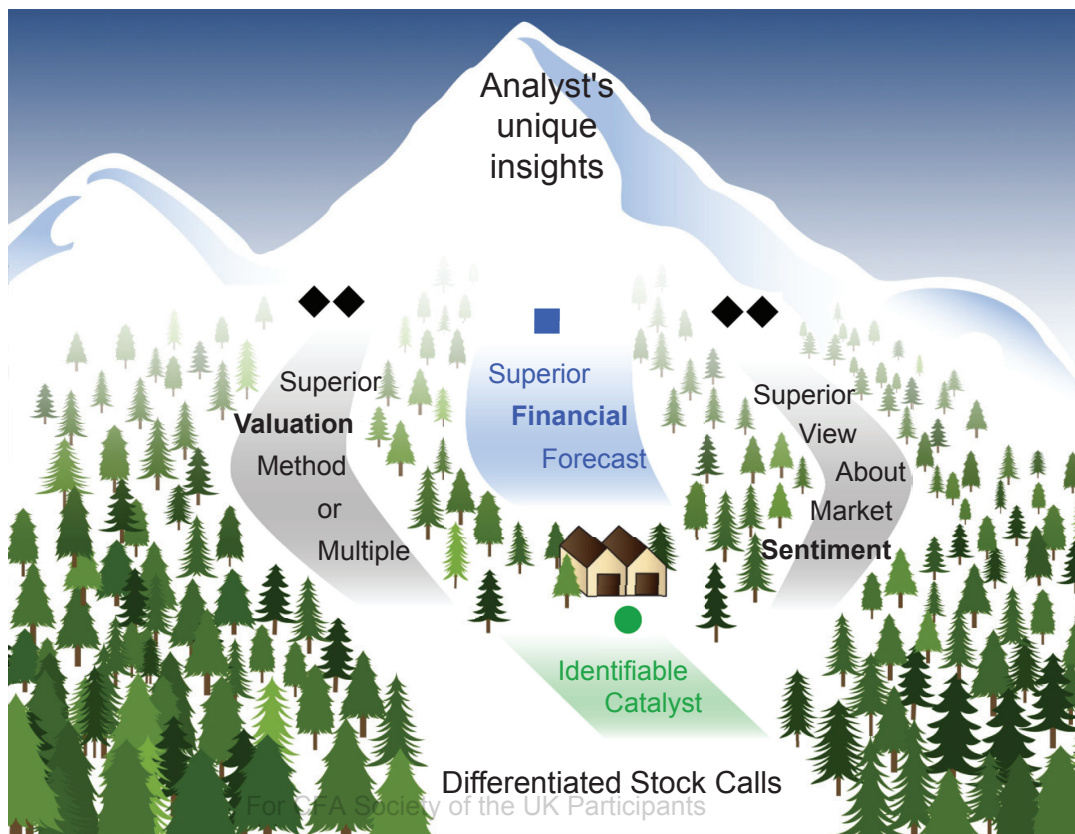 Analyst's
unique
insights
Superior
Valuation
Method
or
Multiple
Superior
Financial
Forecast
Superior
View
About
Market
Sentiment
Identifiable
Catalyst
Differentiated Stock Calls
For CFA Society of the UK Participants